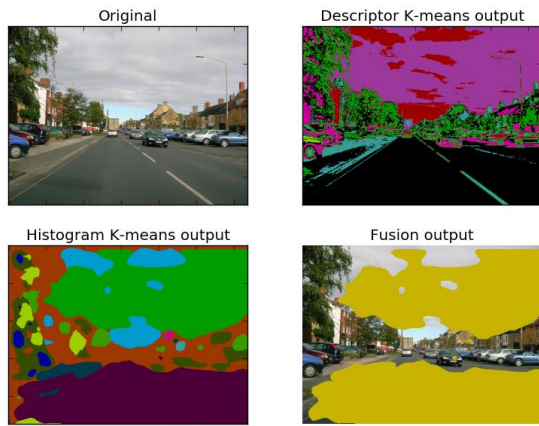 Original
Descriptor K-means output
Histogram K-means output
Fusion output